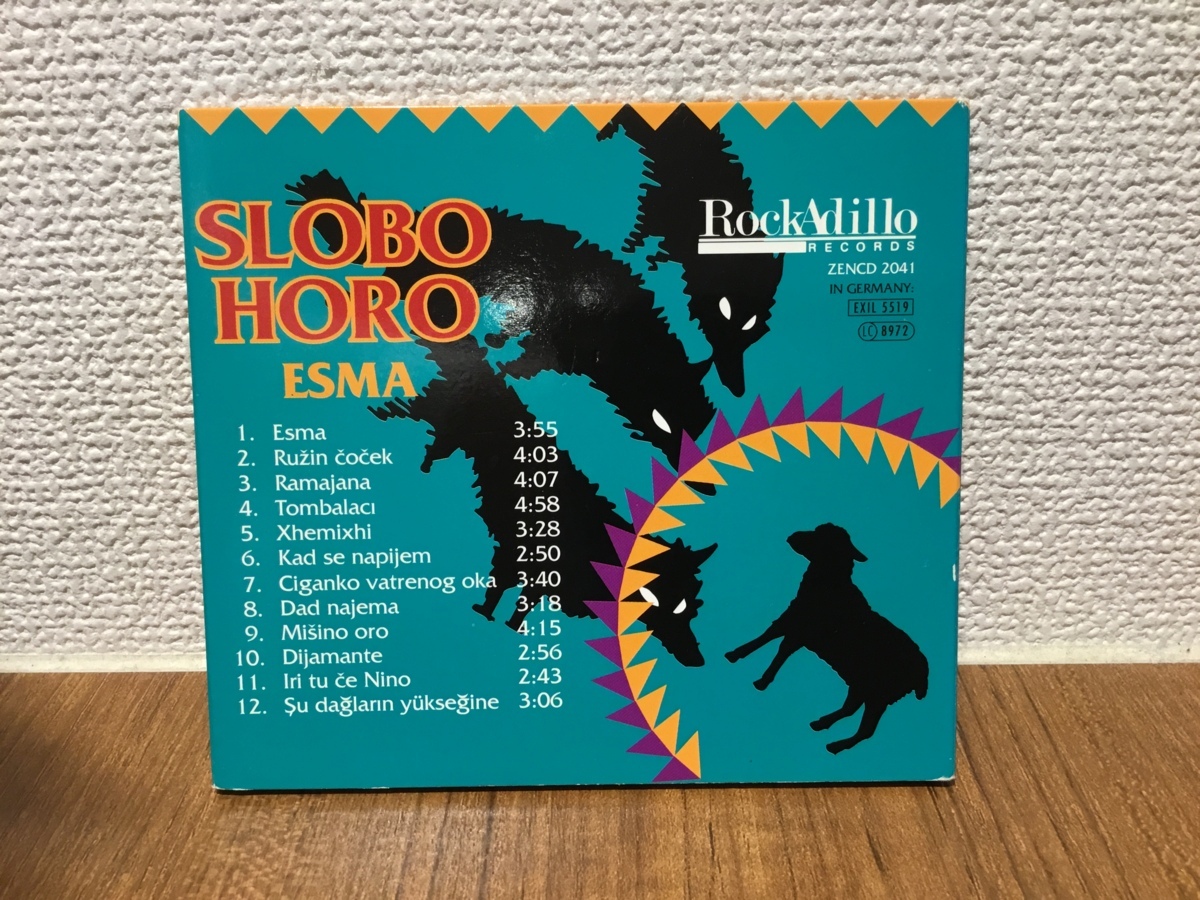 SLOBO
HORO
ESMA
1. Esma 3:55
2. Ružin čoček 4:03
3. Ramajana 4:07
4. Tombalacı 4:58
5. Xhemixhi 3:28
6. Kad se napijem 2:50
7. Ciganko vatrenog oka 3:40
8. Dad najema 3:18
9. Mišino oro 4:15
10. Dijamante 2:56
11. Iri tu če Nino 2:43
12. Şu dağların yükseğine 3:06
RockAdillo
RECORDS
ZENCD 2041
IN GERMANY:
EXIL 5519
LC 8972